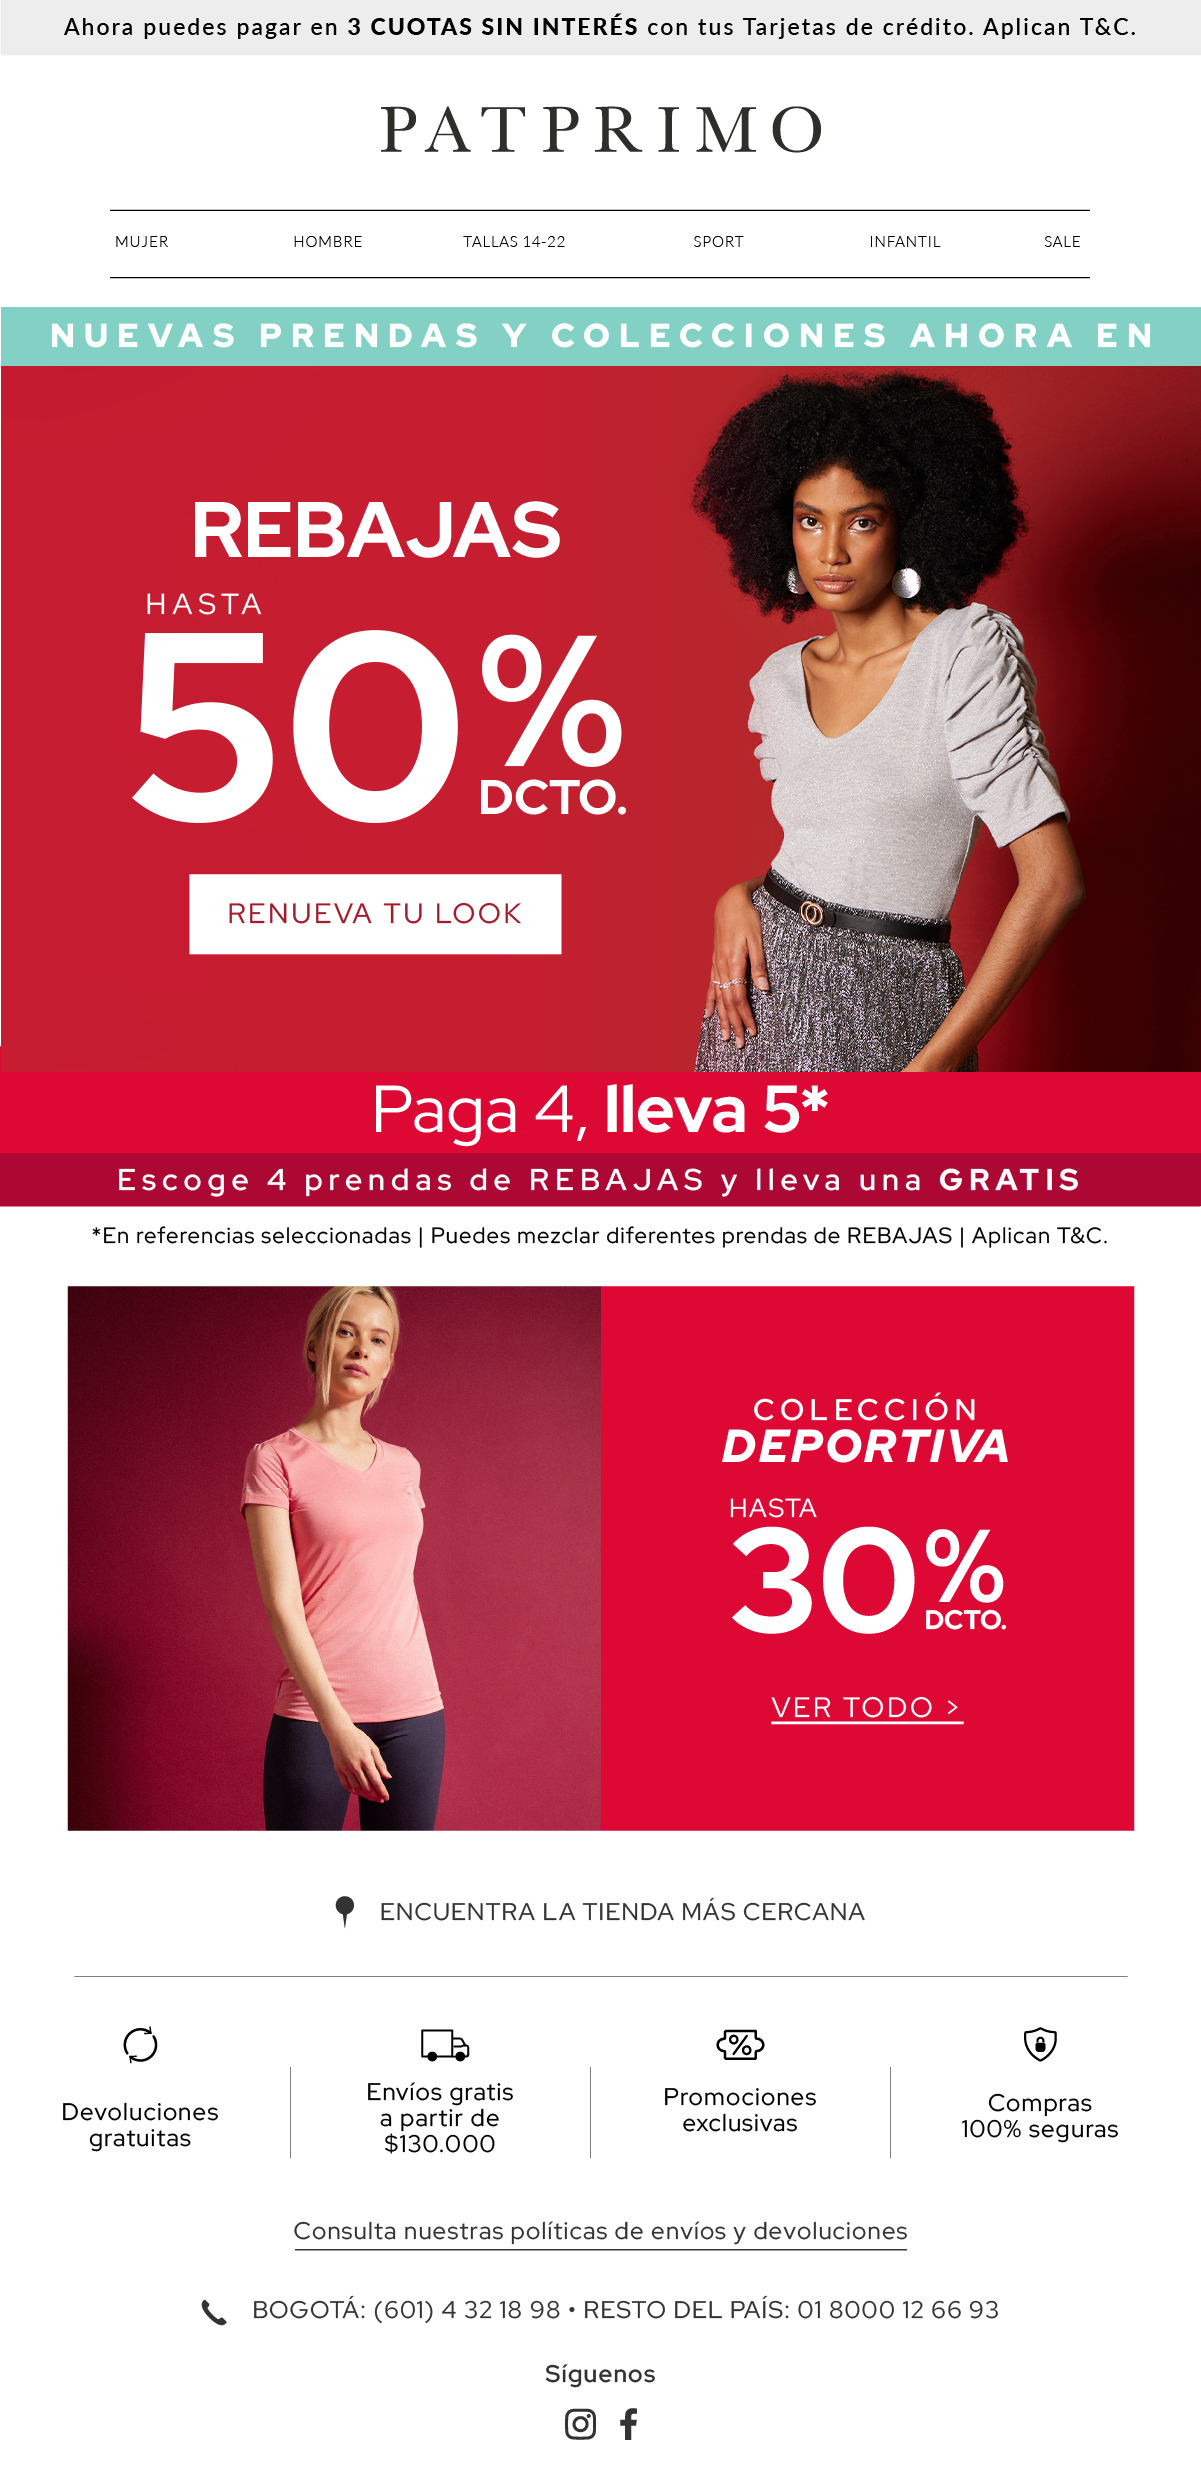 Ahora puedes pagar en 3 CUOTAS SIN INTERÉS con tus Tarjetas de crédito. Aplican T&C.
PATPRIMO
MUJER HOMBRE TALLAS 14-22 SPORT INFANTIL SALE
NUEVAS PRENDAS Y COLECCIONES AHORA EN
REBAJAS
HASTA
50%
DCTO.
RENUEVA TU LOOK
Paga 4, lleva 5*
Escoge 4 prendas de REBAJAS y lleva una GRATIS
*En referencias seleccionadas | Puedes mezclar diferentes prendas de REBAJAS | Aplican T&C.
COLECCIÓN
DEPORTIVA
HASTA
30%
DCTO.
VER TODO >
ENCUENTRA LA TIENDA MÁS CERCANA
Devoluciones
gratuitas
Envíos gratis
a partir de
$130.000
Promociones
exclusivas
Compras
100% seguras
Consulta nuestras políticas de envíos y devoluciones
BOGOTÁ: (601) 4 32 18 98 • RESTO DEL PAÍS: 01 8000 12 66 93
Síguenos